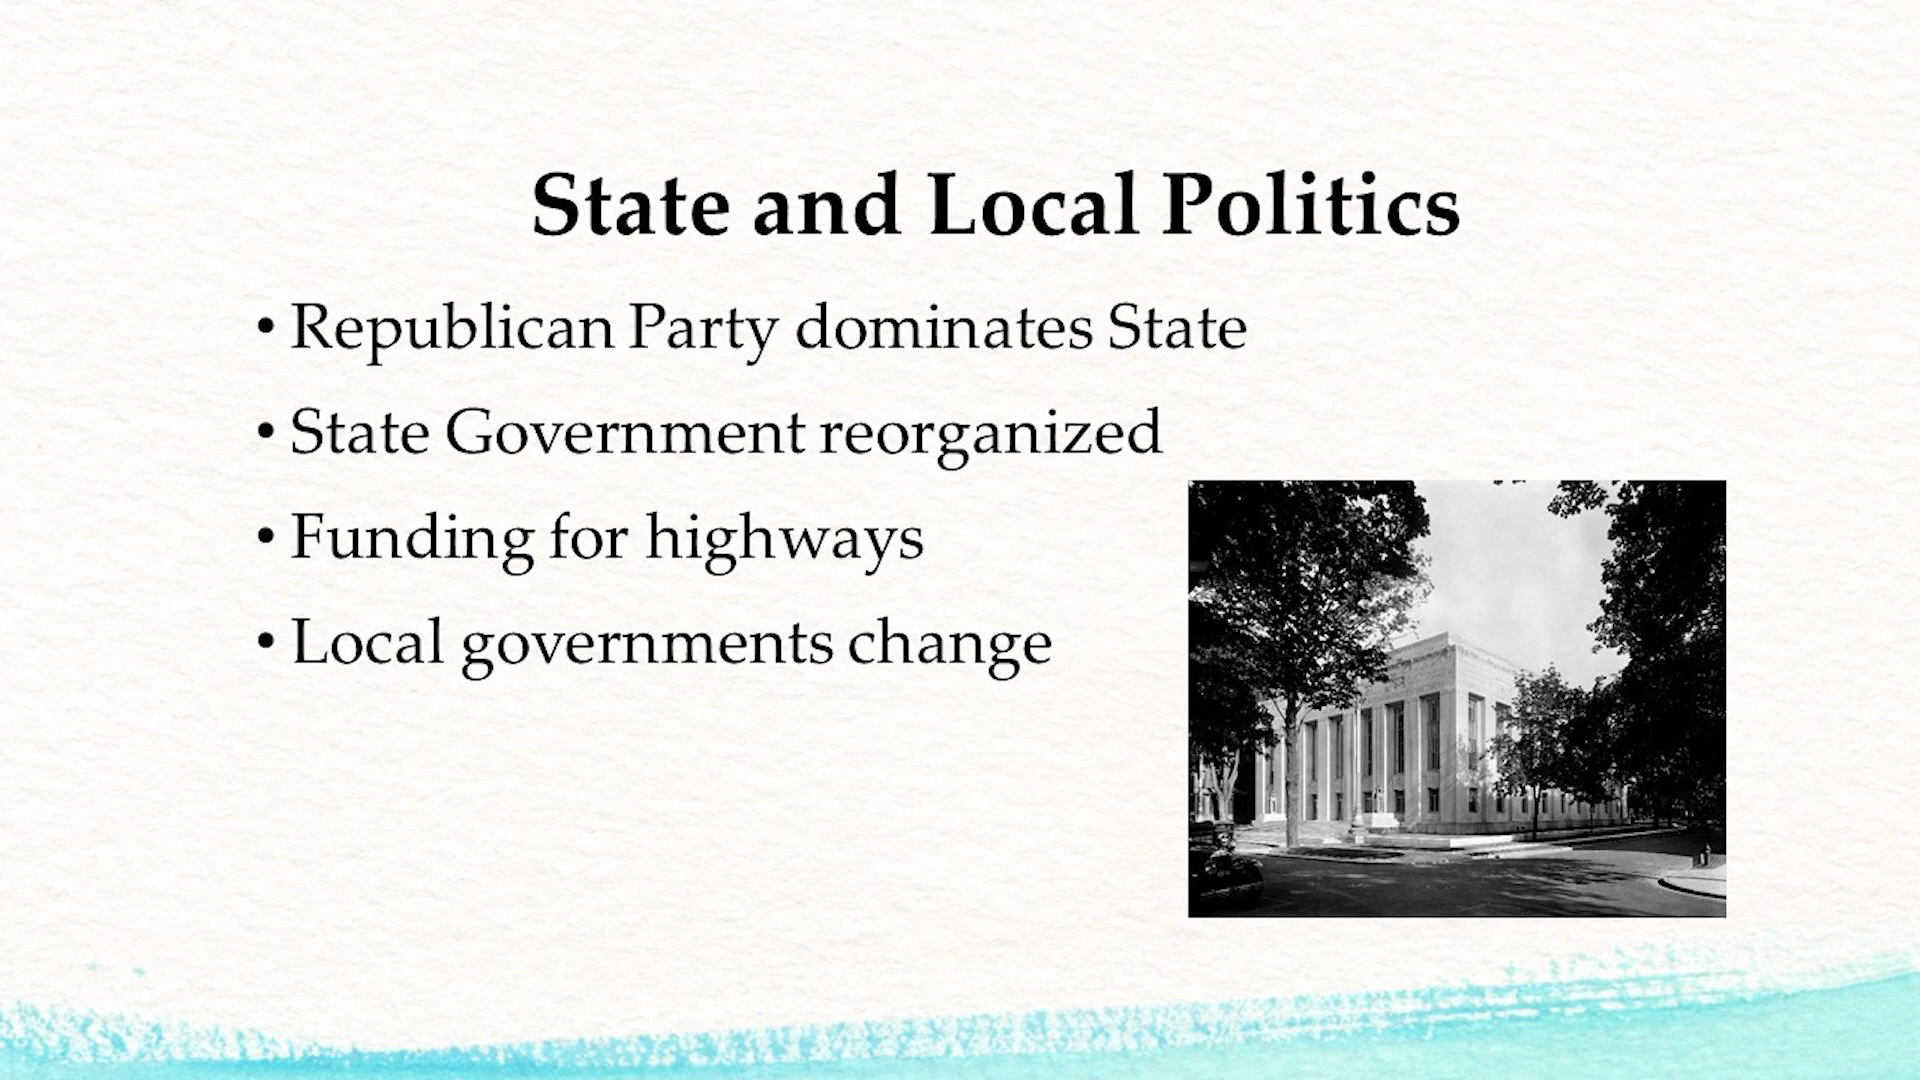 State and Local Politics
• Republican Party dominates State
• State Government reorganized
• Funding for highways
• Local governments change